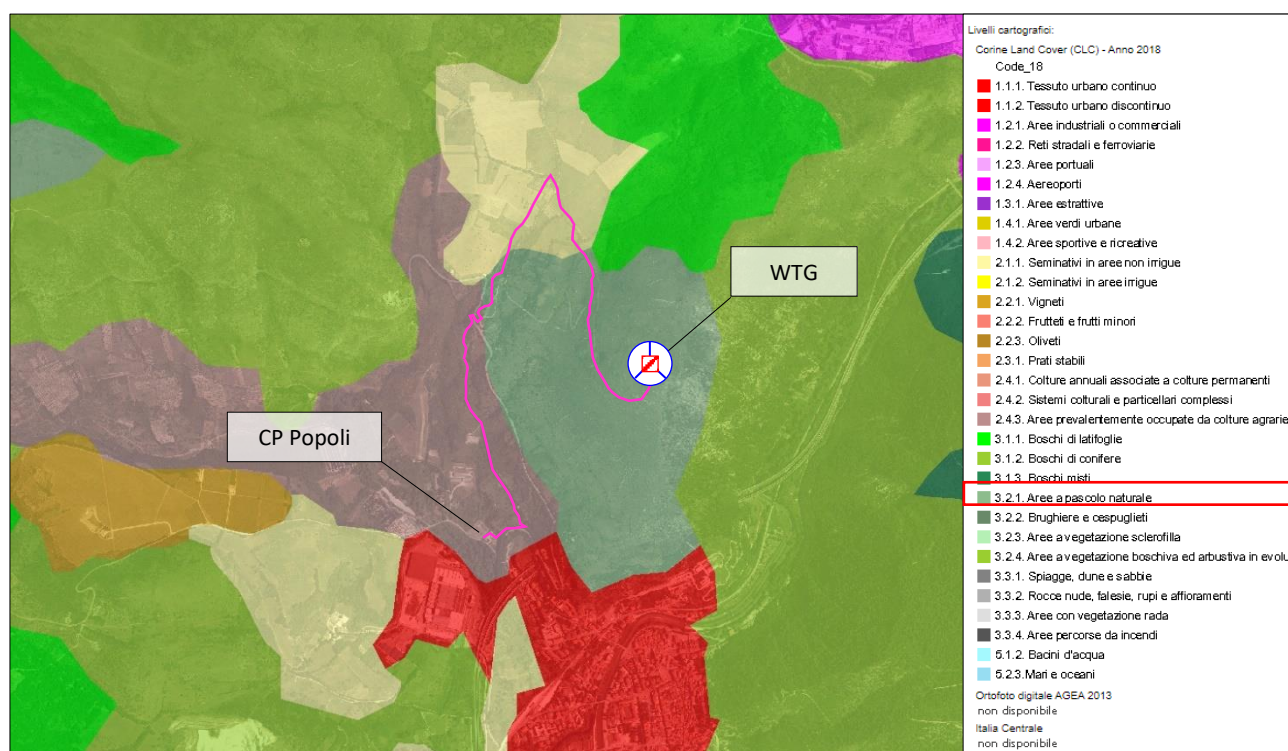 WTG
CP Popoli
Livelli cartografici:
Corine Land Cover (CLC) - Anno 2018
Code_18
1.1.1. Tessuto urbano continuo
1.1.2. Tessuto urbano discontinuo
1.2.1. Aree industriali o commerciali
1.2.2. Reti stradali e ferroviarie
1.2.3. Aree portuali
1.2.4. Aereoporti
1.3.1. Aree estrattive
1.4.1. Aree verdi urbane
1.4.2. Aree sportive e ricreative
2.1.1. Seminativi in aree non irrigue
2.1.2. Seminativi in aree irrigue
2.2.1. Vigneti
2.2.2. Frutteti e frutti minori
2.2.3. Oliveti
2.3.1. Prati stabili
2.4.1. Colture annuali associate a colture permanenti
2.4.2. Sistemi colturali e particellari complessi
2.4.3. Aree prevalentemente occupate da colture agrarie
3.1.1. Boschi di latifoglie
3.1.2. Boschi di conifere
3.1.3. Boschi misti
3.2.1. Aree a pascolo naturale
3.2.2. Brughiere e cespuglieti
3.2.3. Aree a vegetazione sclerofilla
3.2.4. Aree a vegetazione boschiva ed arbustiva in evolu
3.3.1. Spiagge, dune e sabbie
3.3.2. Rocce nude, falesie, rupi e affioramenti
3.3.3. Aree con vegetazione rada
3.3.4. Aree percorse da incendi
5.1.2. Bacini d'acqua
5.2.3.Mari e oceani
Ortofoto digitale AGEA 2013
non disponibile
Italia Centrale
non disponibile